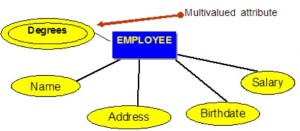 Multivalued attribute
Degrees
EMPLOYEE
Name
Salary
Address
Birthdate